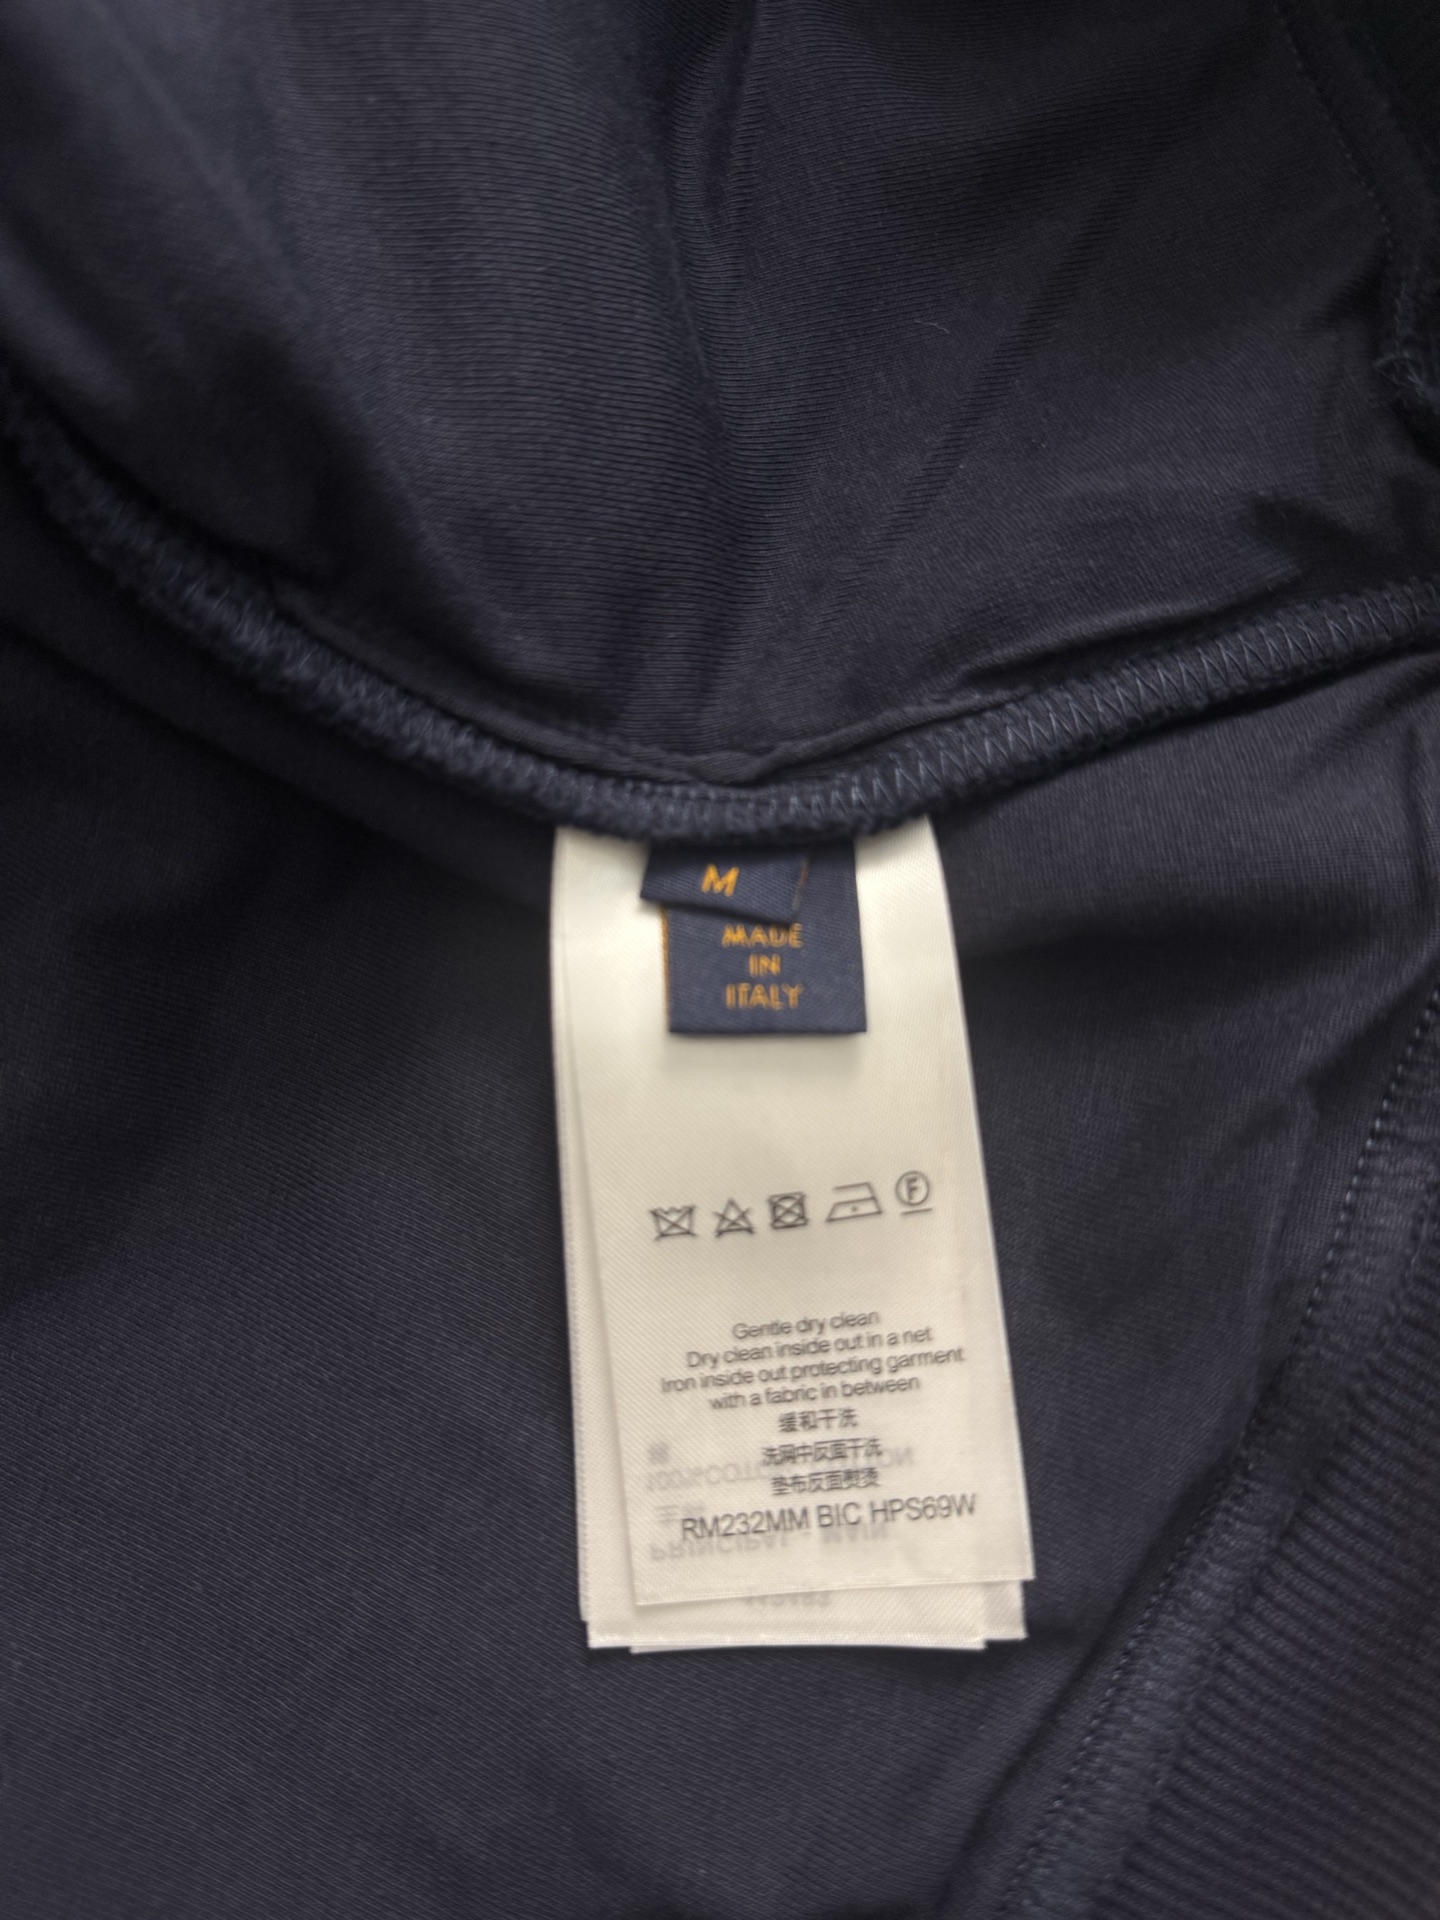 M
MADE
IN
ITALY
F
Gentle dry clean
Dry clean inside out in a net
Iron inside out protecting garment
with a fabric in between
缓和干洗
洗网中反面干洗
垫布反面熨烫
RM232MM BIC HPS69W